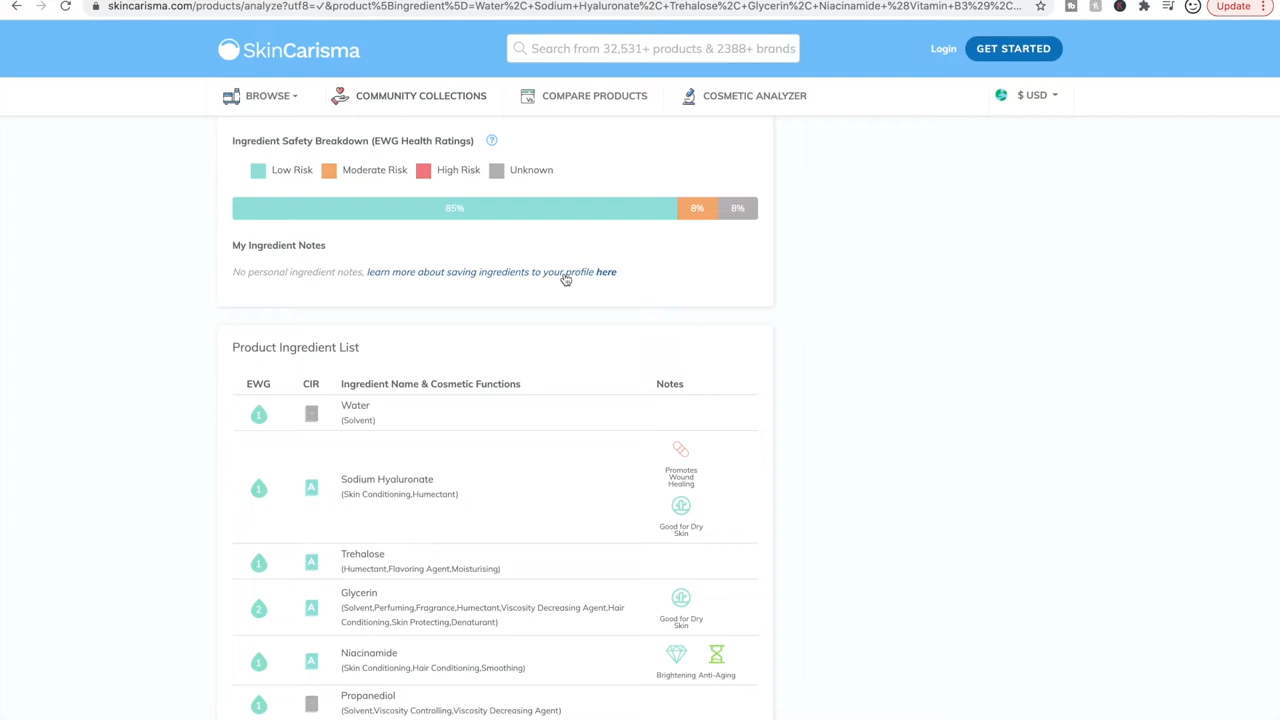 skincarisma.com/products/analyze?utf8=✓&product%5Bingredient%5D=Water%2C+Sodium+Hyaluronate%2C+Trehalose%2C+Glycerin%2C+Niacinamide+%28Vitamin+B3%29%2C...
Update
SkinCarisma
Search from 32,531+ products & 2388+ brands
Login
GET STARTED
BROWSE
COMMUNITY COLLECTIONS
Vs
COMPARE PRODUCTS
COSMETIC ANALYZER
$ USD
Ingredient Safety Breakdown (EWG Health Ratings) ?
Low Risk Moderate Risk High Risk Unknown
85% 8% 8%
My Ingredient Notes
No personal ingredient notes, learn more about saving ingredients to your profile here
Product Ingredient List
EWG CIR Ingredient Name & Cosmetic Functions Notes
1 Water
(Solvent)
1 A Sodium Hyaluronate
(Skin Conditioning,Humectant)
Promotes
Wound
Healing
Good for Dry
Skin
1 A Trehalose
(Humectant,Flavoring Agent,Moisturising)
2 A Glycerin
(Solvent,Perfuming,Fragrance,Humectant,Viscosity Decreasing Agent,Hair
Conditioning,Skin Protecting,Denaturant)
Good for Dry
Skin
1 A Niacinamide
(Skin Conditioning,Hair Conditioning,Smoothing)
Brightening Anti-Aging
1 Propanediol
(Solvent,Viscosity Controlling,Viscosity Decreasing Agent)